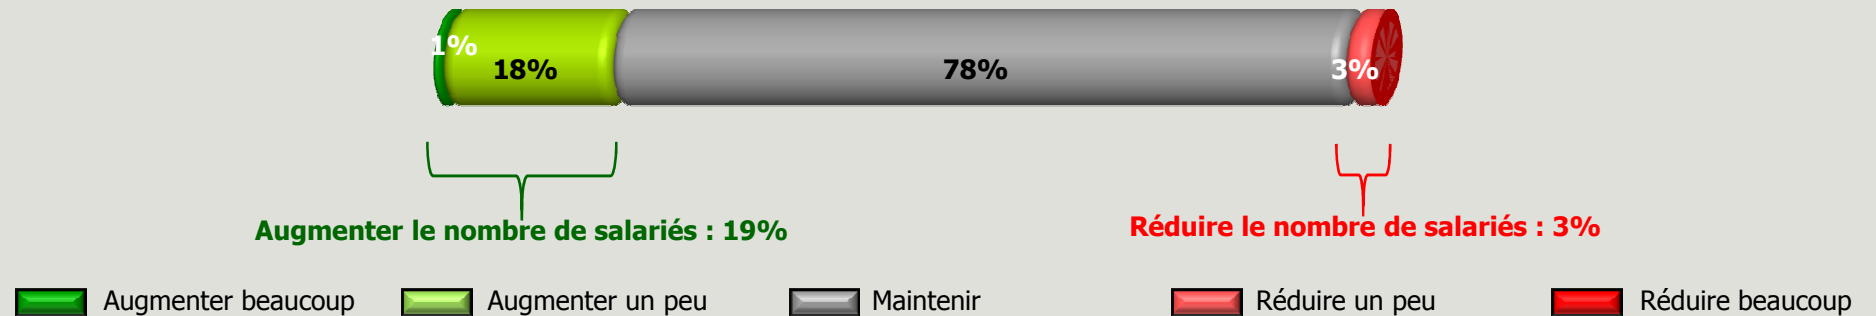 1%
18%
78%
3%
Augmenter le nombre de salariés : 19%
Réduire le nombre de salariés : 3%
Augmenter beaucoup
Augmenter un peu
Maintenir
Réduire un peu
Réduire beaucoup